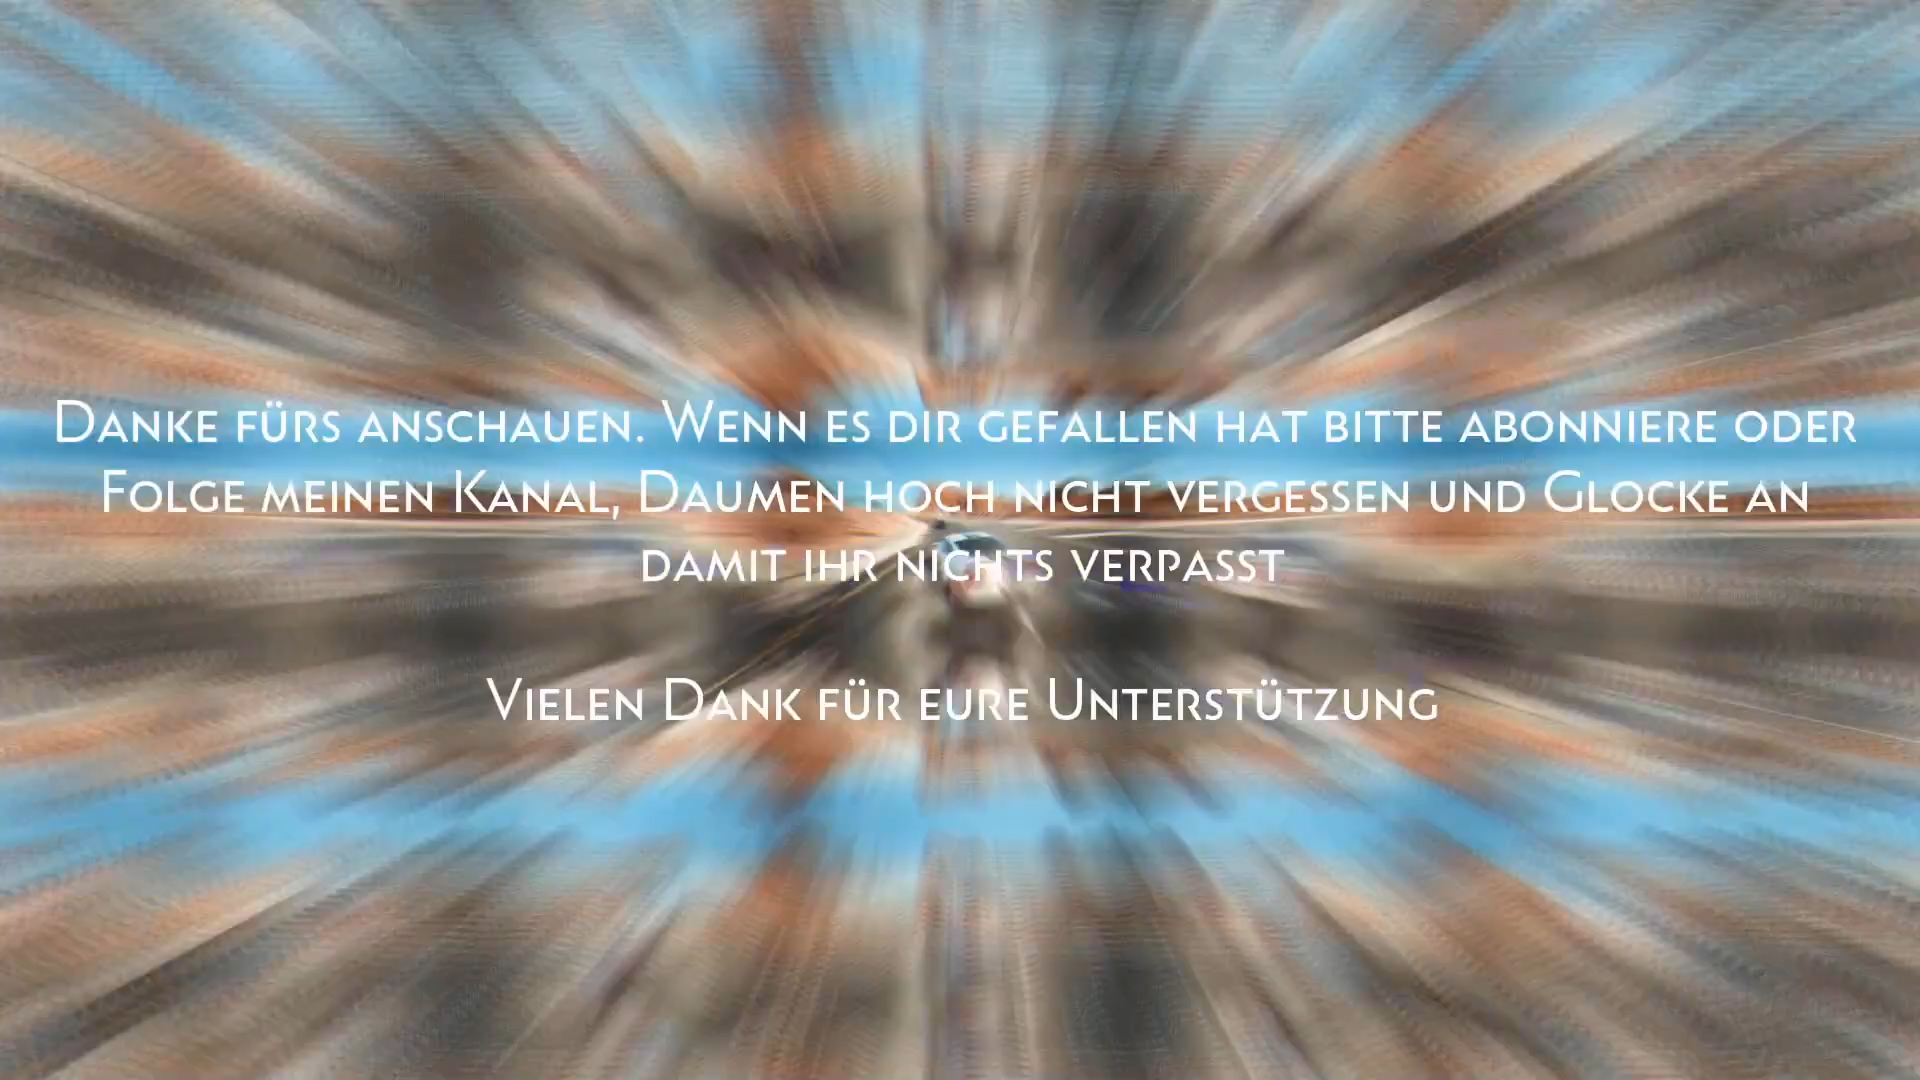 Danke fürs anschauen. Wenn es dir gefallen hat bitte abonniere oder
Folge meinen Kanal, Daumen hoch nicht vergessen und Glocke an
damit ihr nichts verpasst
Vielen Dank für eure Unterstützung